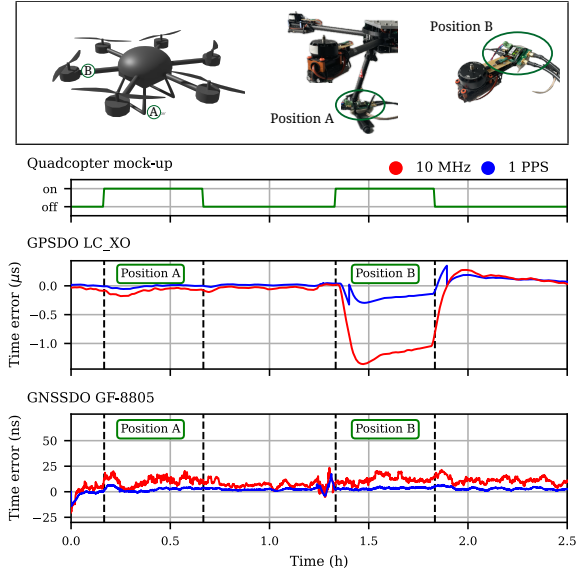 Position B
B
A
Position A
Quadcopter mock-up
10 MHz
1 PPS
on
off
GPSDO LC_XO
Time error (µs)
0.0
−0.5
−1.0
Position A
Position B
GNSSDO GF-8805
Time error (ns)
50
25
0
−25
Position A
Position B
0.0
0.5
1.0
1.5
2.0
2.5
Time (h)